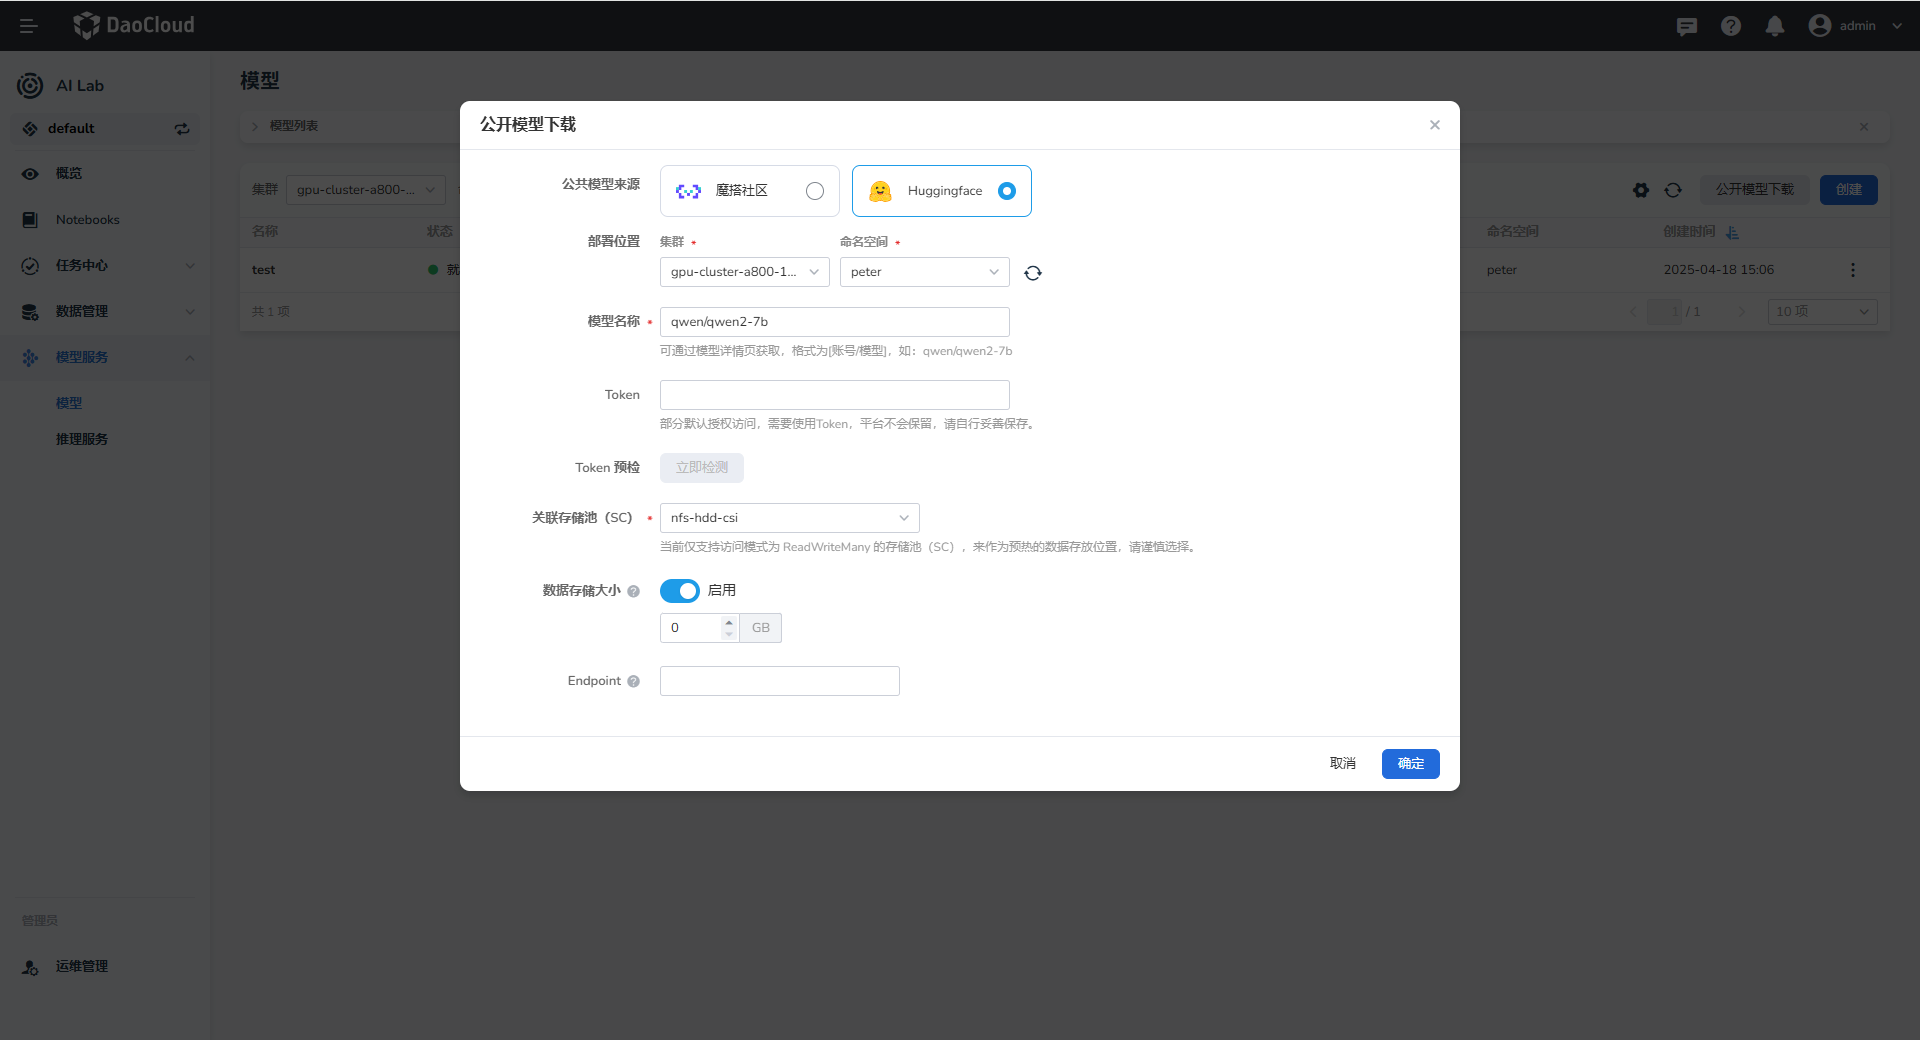 DaoCloud
admin
AI Lab
default
概览
Notebooks
任务中心
数据管理
模型服务
模型
推理服务
管理员
运维管理
模型
模型列表
集群 gpu-cluster-a800-...
公开模型下载 创建
名称 状态 命名空间 创建时间
test 就 peter 2025-04-18 15:06
共 1 项 1 / 1 10 项
公开模型下载
公共模型来源 魔搭社区 Huggingface
部署位置 集群 * 命名空间 *
gpu-cluster-a800-1... peter
模型名称 * qwen/qwen2-7b
可通过模型详情页获取，格式为[账号/模型]，如：qwen/qwen2-7b
Token
部分默认授权访问，需要使用Token，平台不会保留，请自行妥善保存。
Token 预检 立即检测
关联存储池（SC） * nfs-hdd-csi
当前仅支持访问模式为 ReadWriteMany 的存储池（SC），来作为预热的数据存放位置，请谨慎选择。
数据存储大小 启用
0 GB
Endpoint
取消 确定